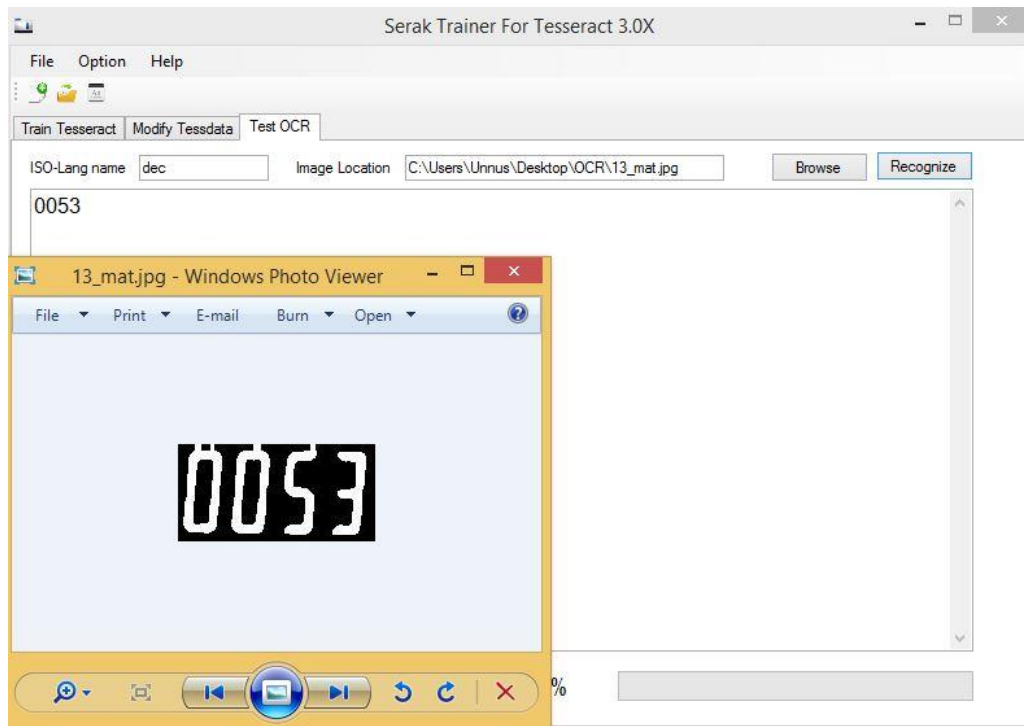 Serak Trainer For Tesseract 3.0X
File Option Help
Train Tesseract Modify Tessdata Test OCR
ISO-Lang name dec Image Location C:\Users\Unnus\Desktop\OCR\13_mat.jpg Browse Recognize
0053
13_mat.jpg - Windows Photo Viewer
File Print E-mail Burn Open
0053
%